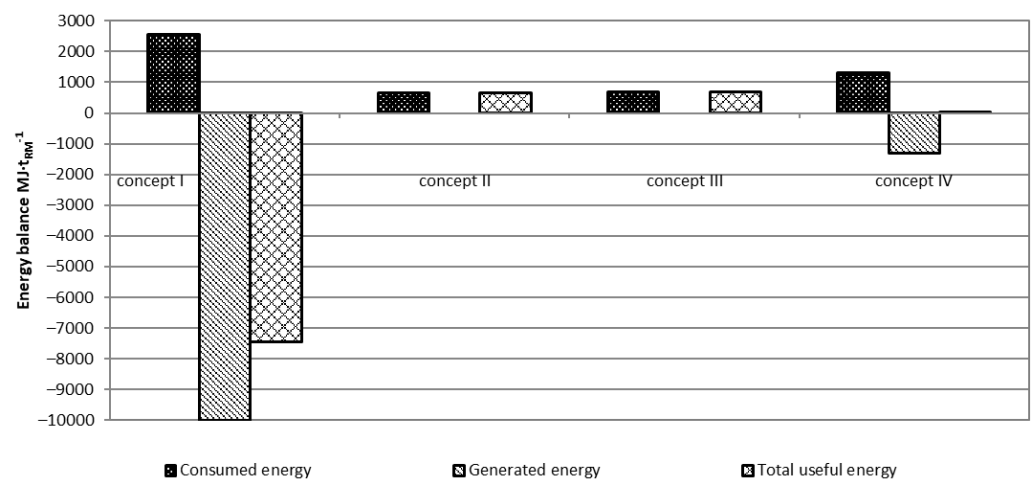 Energy balance MJ·t_RM^-1
3000
2000
1000
0
−1000
−2000
−3000
−4000
−5000
−6000
−7000
−8000
−9000
−10000
concept I
concept II
concept III
concept IV
Consumed energy
Generated energy
Total useful energy